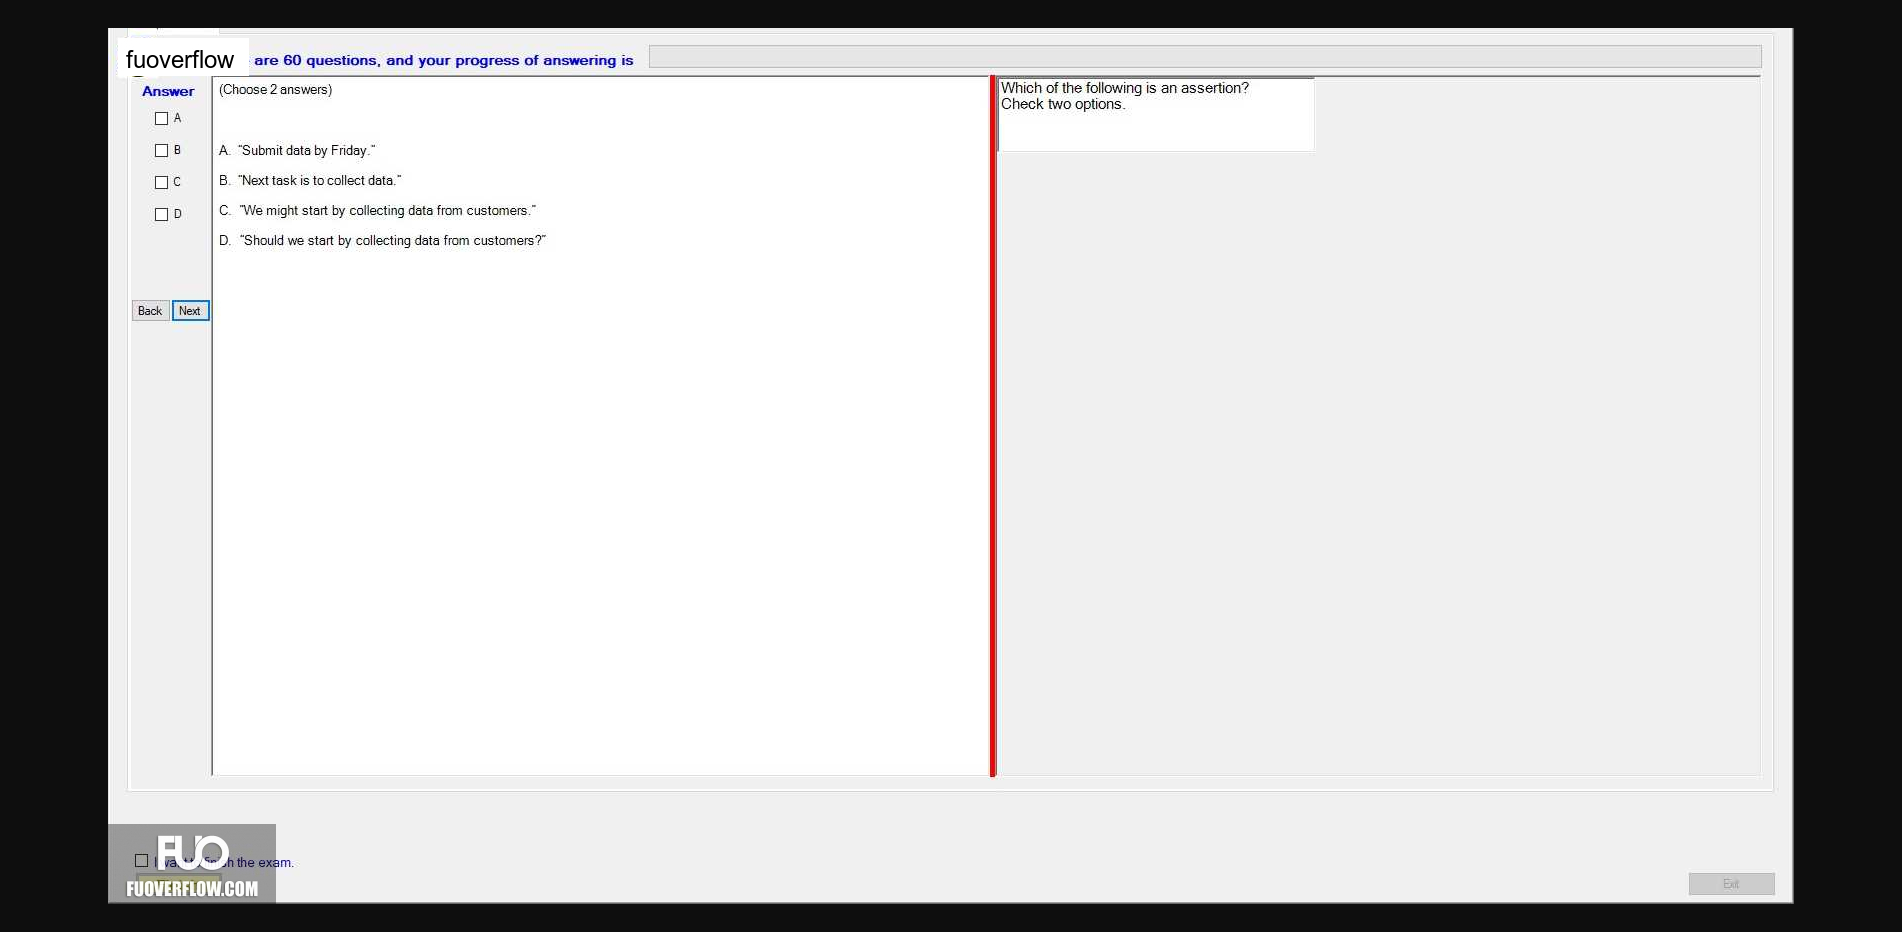 fuoverflow are 60 questions, and your progress of answering is
Answer
A
B
C
D
Back Next
(Choose 2 answers)
A. "Submit data by Friday."
B. "Next task is to collect data."
C. "We might start by collecting data from customers."
D. "Should we start by collecting data from customers?"
Which of the following is an assertion?
Check two options.
FUO
the exam.
FUOVERFLOW.COM
Exit